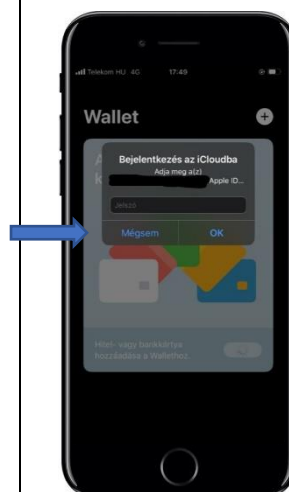 Telekom HU 4G 17:49
Wallet
Bejelentkezés az iCloudba
Adja meg a(z)
Apple ID...
Jelszó
Mégsem OK
Hitel- vagy bankkártya
hozzáadása a Wallethoz.